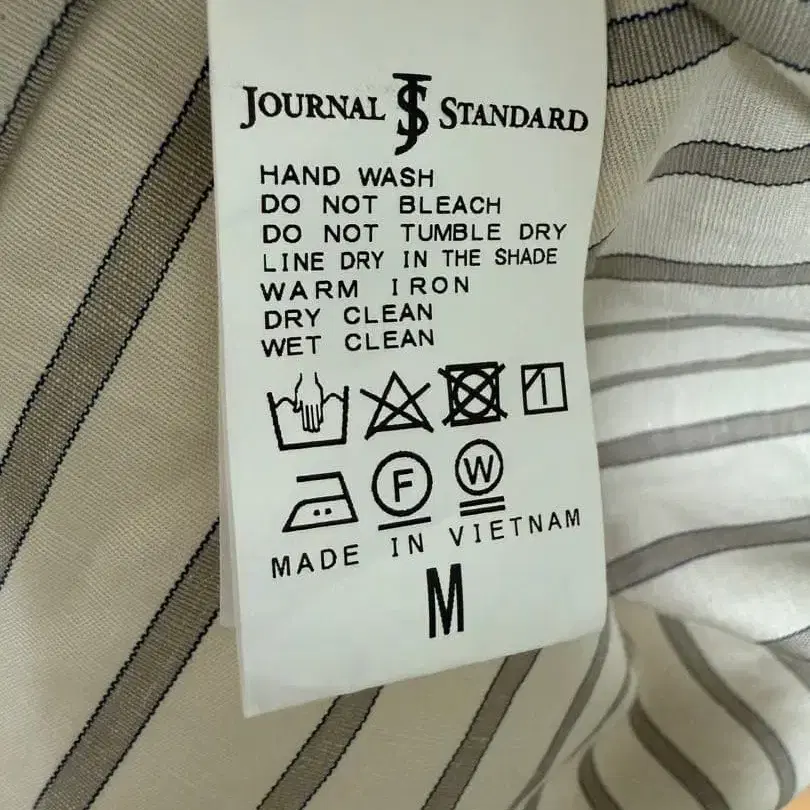 JOURNAL JS STANDARD
HAND WASH
DO NOT BLEACH
DO NOT TUMBLE DRY
LINE DRY IN THE SHADE
WARM IRON
DRY CLEAN
WET CLEAN
F W
MADE IN VIETNAM
M